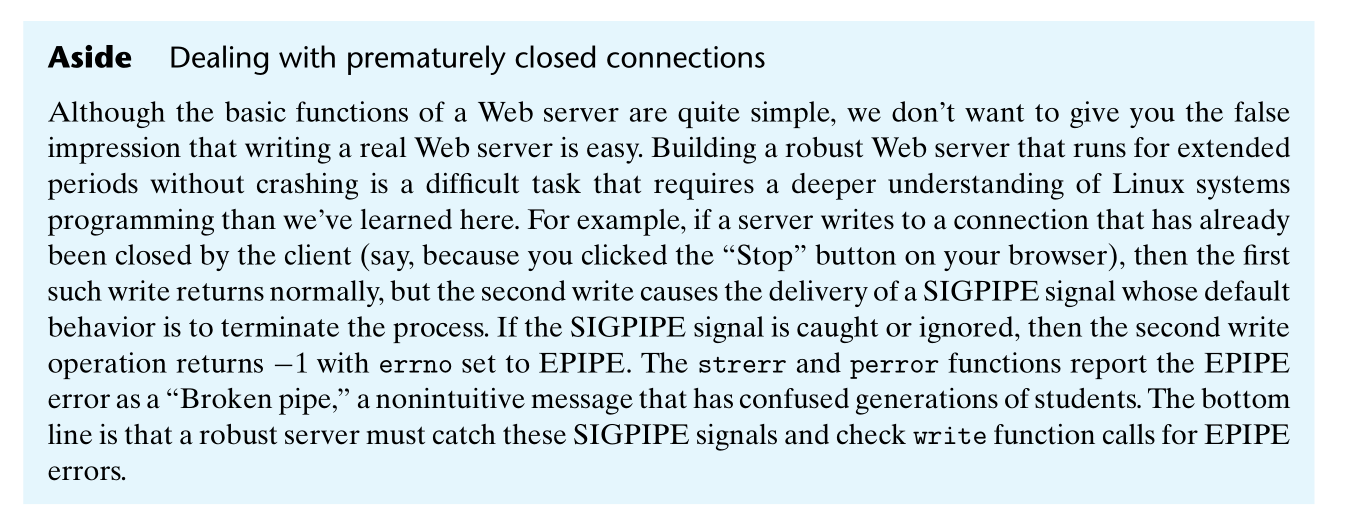 Aside Dealing with prematurely closed connections
Although the basic functions of a Web server are quite simple, we don’t want to give you the false
impression that writing a real Web server is easy. Building a robust Web server that runs for extended
periods without crashing is a difficult task that requires a deeper understanding of Linux systems
programming than we’ve learned here. For example, if a server writes to a connection that has already
been closed by the client (say, because you clicked the “Stop” button on your browser), then the first
such write returns normally, but the second write causes the delivery of a SIGPIPE signal whose default
behavior is to terminate the process. If the SIGPIPE signal is caught or ignored, then the second write
operation returns −1 with errno set to EPIPE. The strerr and perror functions report the EPIPE
error as a “Broken pipe,” a nonintuitive message that has confused generations of students. The bottom
line is that a robust server must catch these SIGPIPE signals and check write function calls for EPIPE
errors.